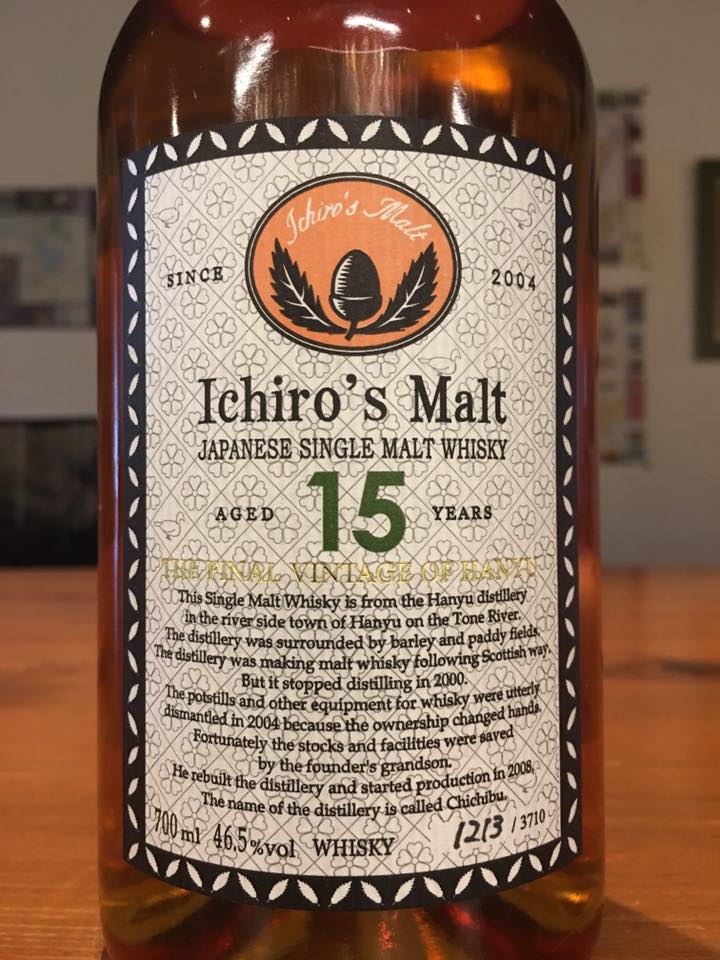 Ichiro's Malt
SINCE 2004
Ichiro's Malt
JAPANESE SINGLE MALT WHISKY
AGED 15 YEARS
THE FINAL VINTAGE OF HANYU
This Single Malt Whisky is from the Hanyu distillery
in the river side town of Hanyu on the Tone River.
The distillery was surrounded by barley and paddy fields.
The distillery was making malt whisky following Scottish way.
But it stopped distilling in 2000.
The potstills and other equipment for whisky were utterly
dismantled in 2004 because the ownership changed hands.
Fortunately the stocks and facilities were saved
by the founder's grandson.
He rebuilt the distillery and started production in 2008,
The name of the distillery is called Chichibu.
700 ml 46.5%vol WHISKY 1213 / 3710